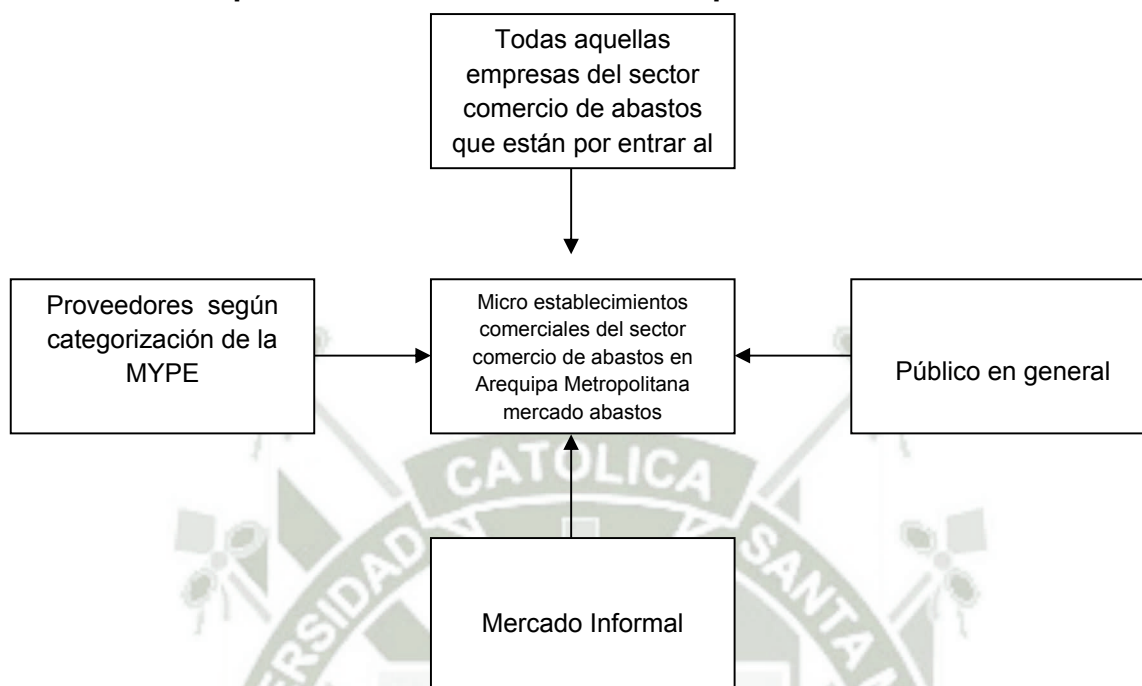 Todas aquellas
empresas del sector
comercio de abastos
que están por entrar al
Proveedores según
categorización de la
MYPE
Micro establecimientos
comerciales del sector
comercio de abastos en
Arequipa Metropolitana
mercado abastos
Público en general
CATOLICA
SANTA
Mercado Informal